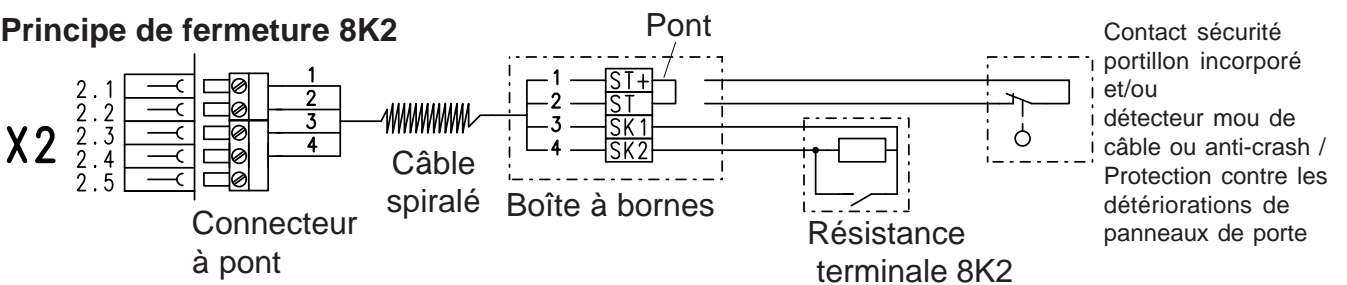 Principe de fermeture 8K2
X2
2.1
2.2
2.3
2.4
2.5
1
2
3
4
Connecteur
à pont
Câble
spiralé
Pont
1 ST+
2 ST
3 SK1
4 SK2
Boîte à bornes
Résistance
terminale 8K2
Contact sécurité
portillon incorporé
et/ou
détecteur mou de
câble ou anti-crash /
Protection contre les
détériorations de
panneaux de porte